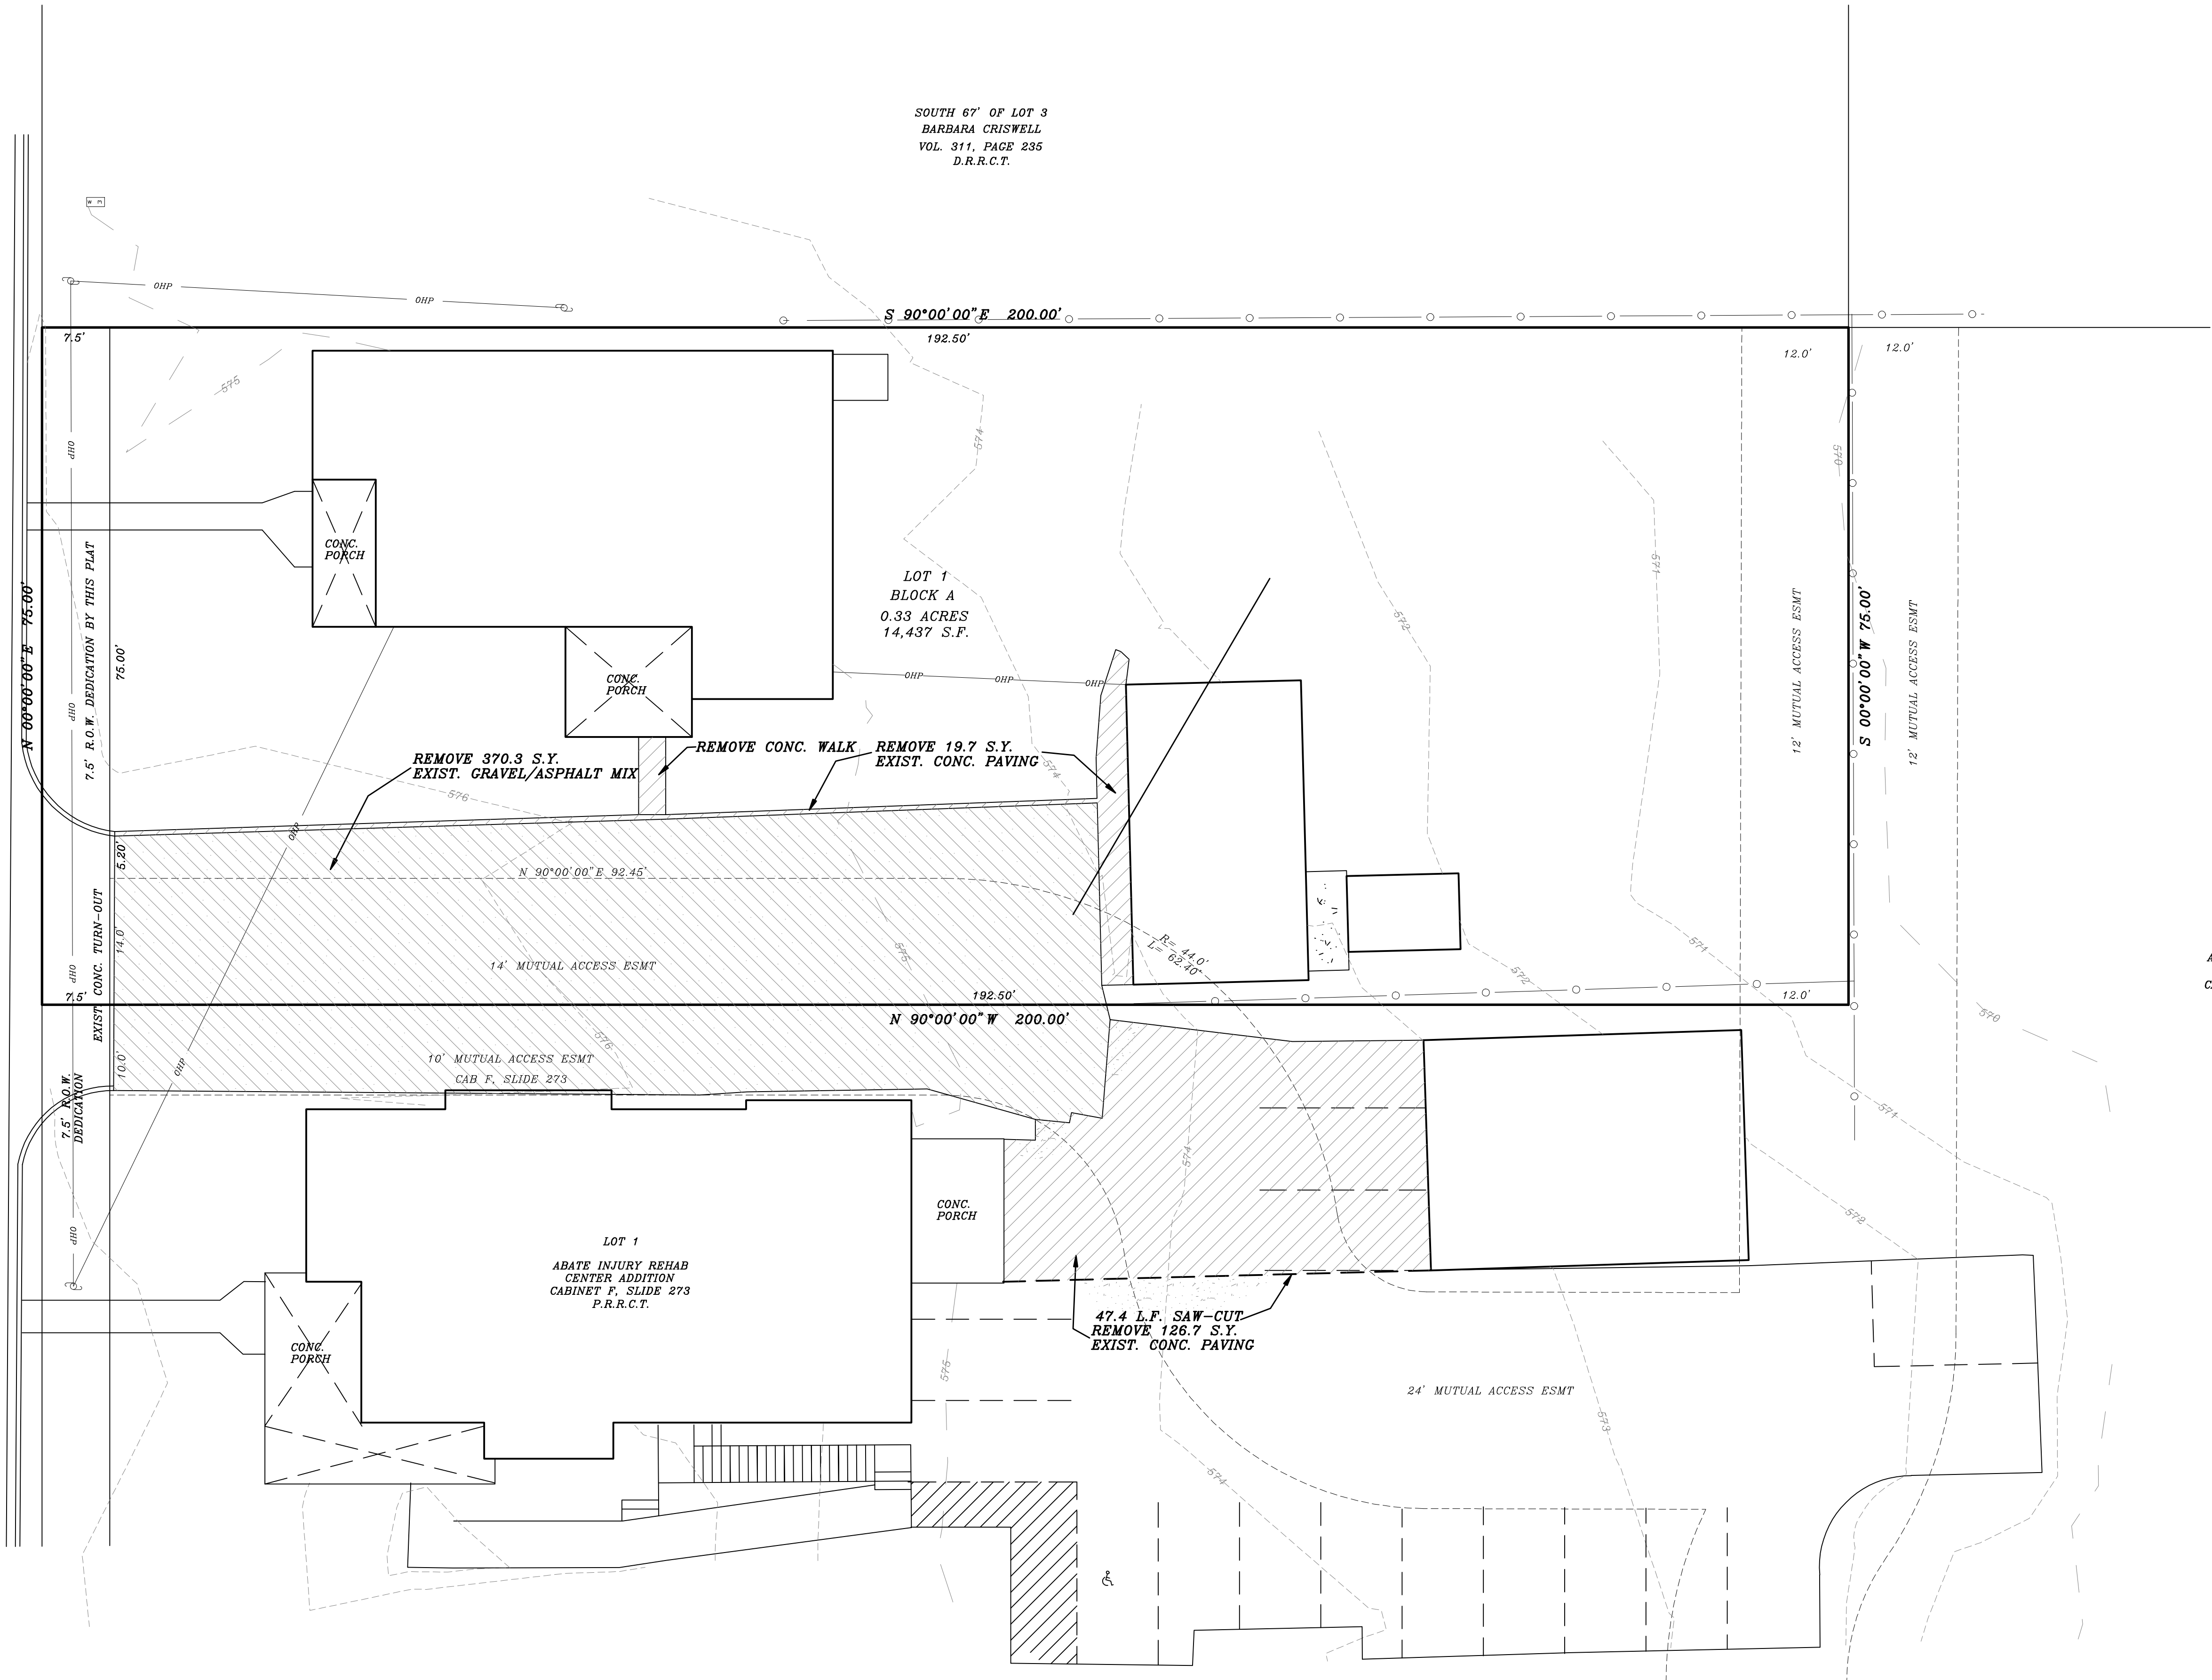 SOUTH 67' OF LOT 3
BARBARA CRISWELL
VOL. 311, PAGE 235
D.R.R.C.T.
W M
OHP
OHP
S 90°00'00"E 200.00'
7.5'
192.50'
12.0'
12.0'
575
574
OHP
570
CONC.
PORCH
LOT 1
BLOCK A
0.33 ACRES
14,437 S.F.
571
572
N 00°00'00"E 75.00'
7.5' R.O.W. DEDICATION BY THIS PLAT
75.00'
12' MUTUAL ACCESS ESMT
S 00°00'00"W 75.00'
12' MUTUAL ACCESS ESMT
CONC.
PORCH
OHP
OHP
OHP
OHP
REMOVE 370.3 S.Y.
EXIST. GRAVEL/ASPHALT MIX
REMOVE CONC. WALK
REMOVE 19.7 S.Y.
EXIST. CONC. PAVING
574
576
OHP
5.20'
N 90°00'00"E 92.45'
EXIST. CONC. TURN-OUT
14.0'
14' MUTUAL ACCESS ESMT
575
R= 44.0'
L= 62.40'
571
572
OHP
7.5'
192.50'
12.0'
N 90°00'00"W 200.00'
570
576
10.0'
10' MUTUAL ACCESS ESMT
CAB F, SLIDE 273
OHP
7.5' R.O.W.
DEDICATION
571
574
572
OHP
CONC.
PORCH
LOT 1
ABATE INJURY REHAB
CENTER ADDITION
CABINET F, SLIDE 273
P.R.R.C.T.
47.4 L.F. SAW-CUT
REMOVE 126.7 S.Y.
EXIST. CONC. PAVING
CONC.
PORCH
575
24' MUTUAL ACCESS ESMT
573
574